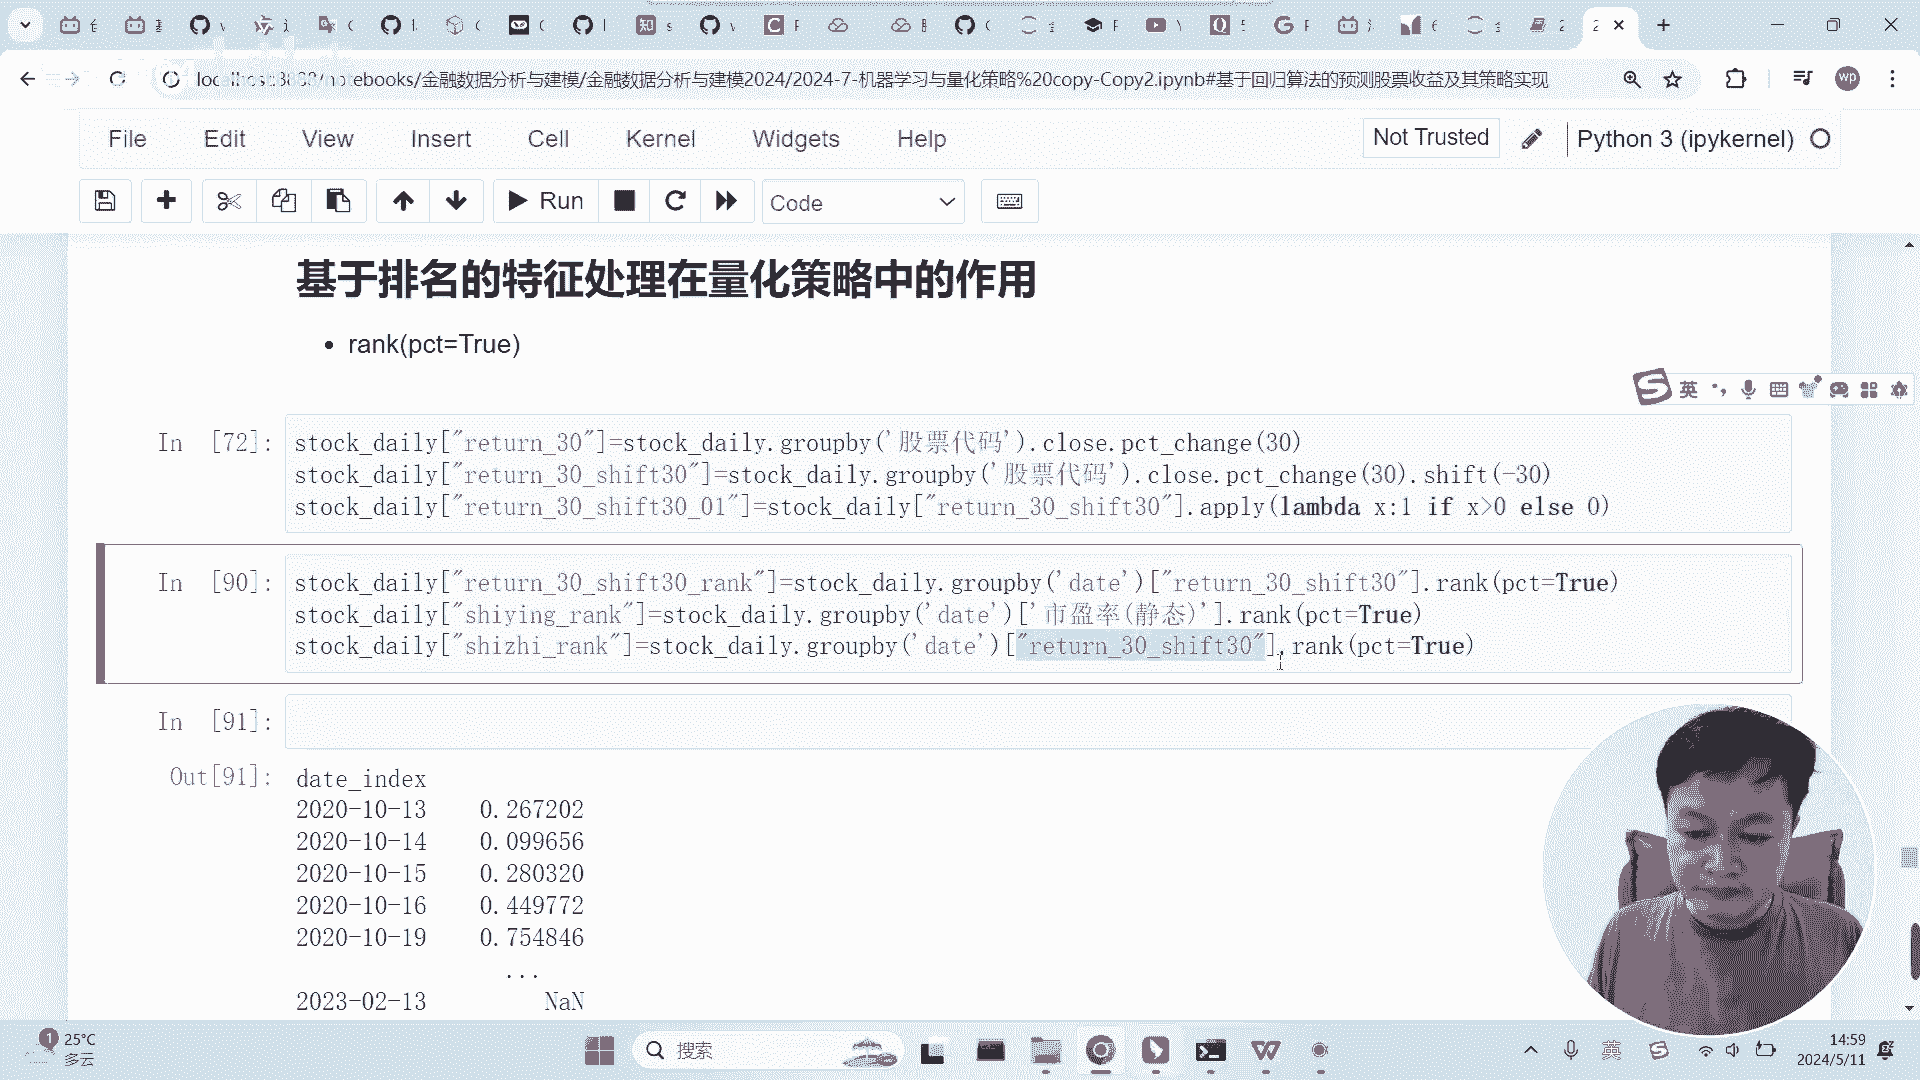 localhost:8888/notebooks/金融数据分析与建模/金融数据分析与建模2024/2024-7-机器学习与量化策略%20copy-Copy2.ipynb#基于回归算法的预测股票收益及其策略实现
wp
File Edit View Insert Cell Kernel Widgets Help
Not Trusted
Python 3 (ipykernel)
Run
Code
基于排名的特征处理在量化策略中的作用
rank(pct=True)
英
In [72]:
stock_daily["return_30"]=stock_daily.groupby('股票代码').close.pct_change(30)
stock_daily["return_30_shift30"]=stock_daily.groupby('股票代码').close.pct_change(30).shift(-30)
stock_daily["return_30_shift30_01"]=stock_daily["return_30_shift30"].apply(lambda x:1 if x>0 else 0)
In [90]:
stock_daily["return_30_shift30_rank"]=stock_daily.groupby('date')["return_30_shift30"].rank(pct=True)
stock_daily["shiying_rank"]=stock_daily.groupby('date')['市盈率(静态)'].rank(pct=True)
stock_daily["shizhi_rank"]=stock_daily.groupby('date')["return_30_shift30"].rank(pct=True)
In [91]:
Out[91]:
date_index
2020-10-13 0.267202
2020-10-14 0.099656
2020-10-15 0.280320
2020-10-16 0.449772
2020-10-19 0.754846
...
2023-02-13 NaN
1
25°C
多云
搜索
英
14:59
2024/5/11